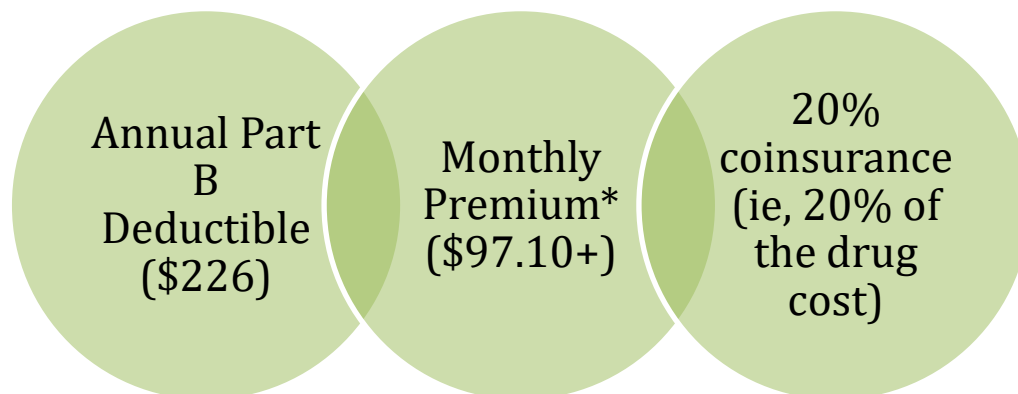 Annual Part
B
Deductible
($226)
Monthly
Premium*
($97.10+)
20%
coinsurance
(ie, 20% of
the drug
cost)